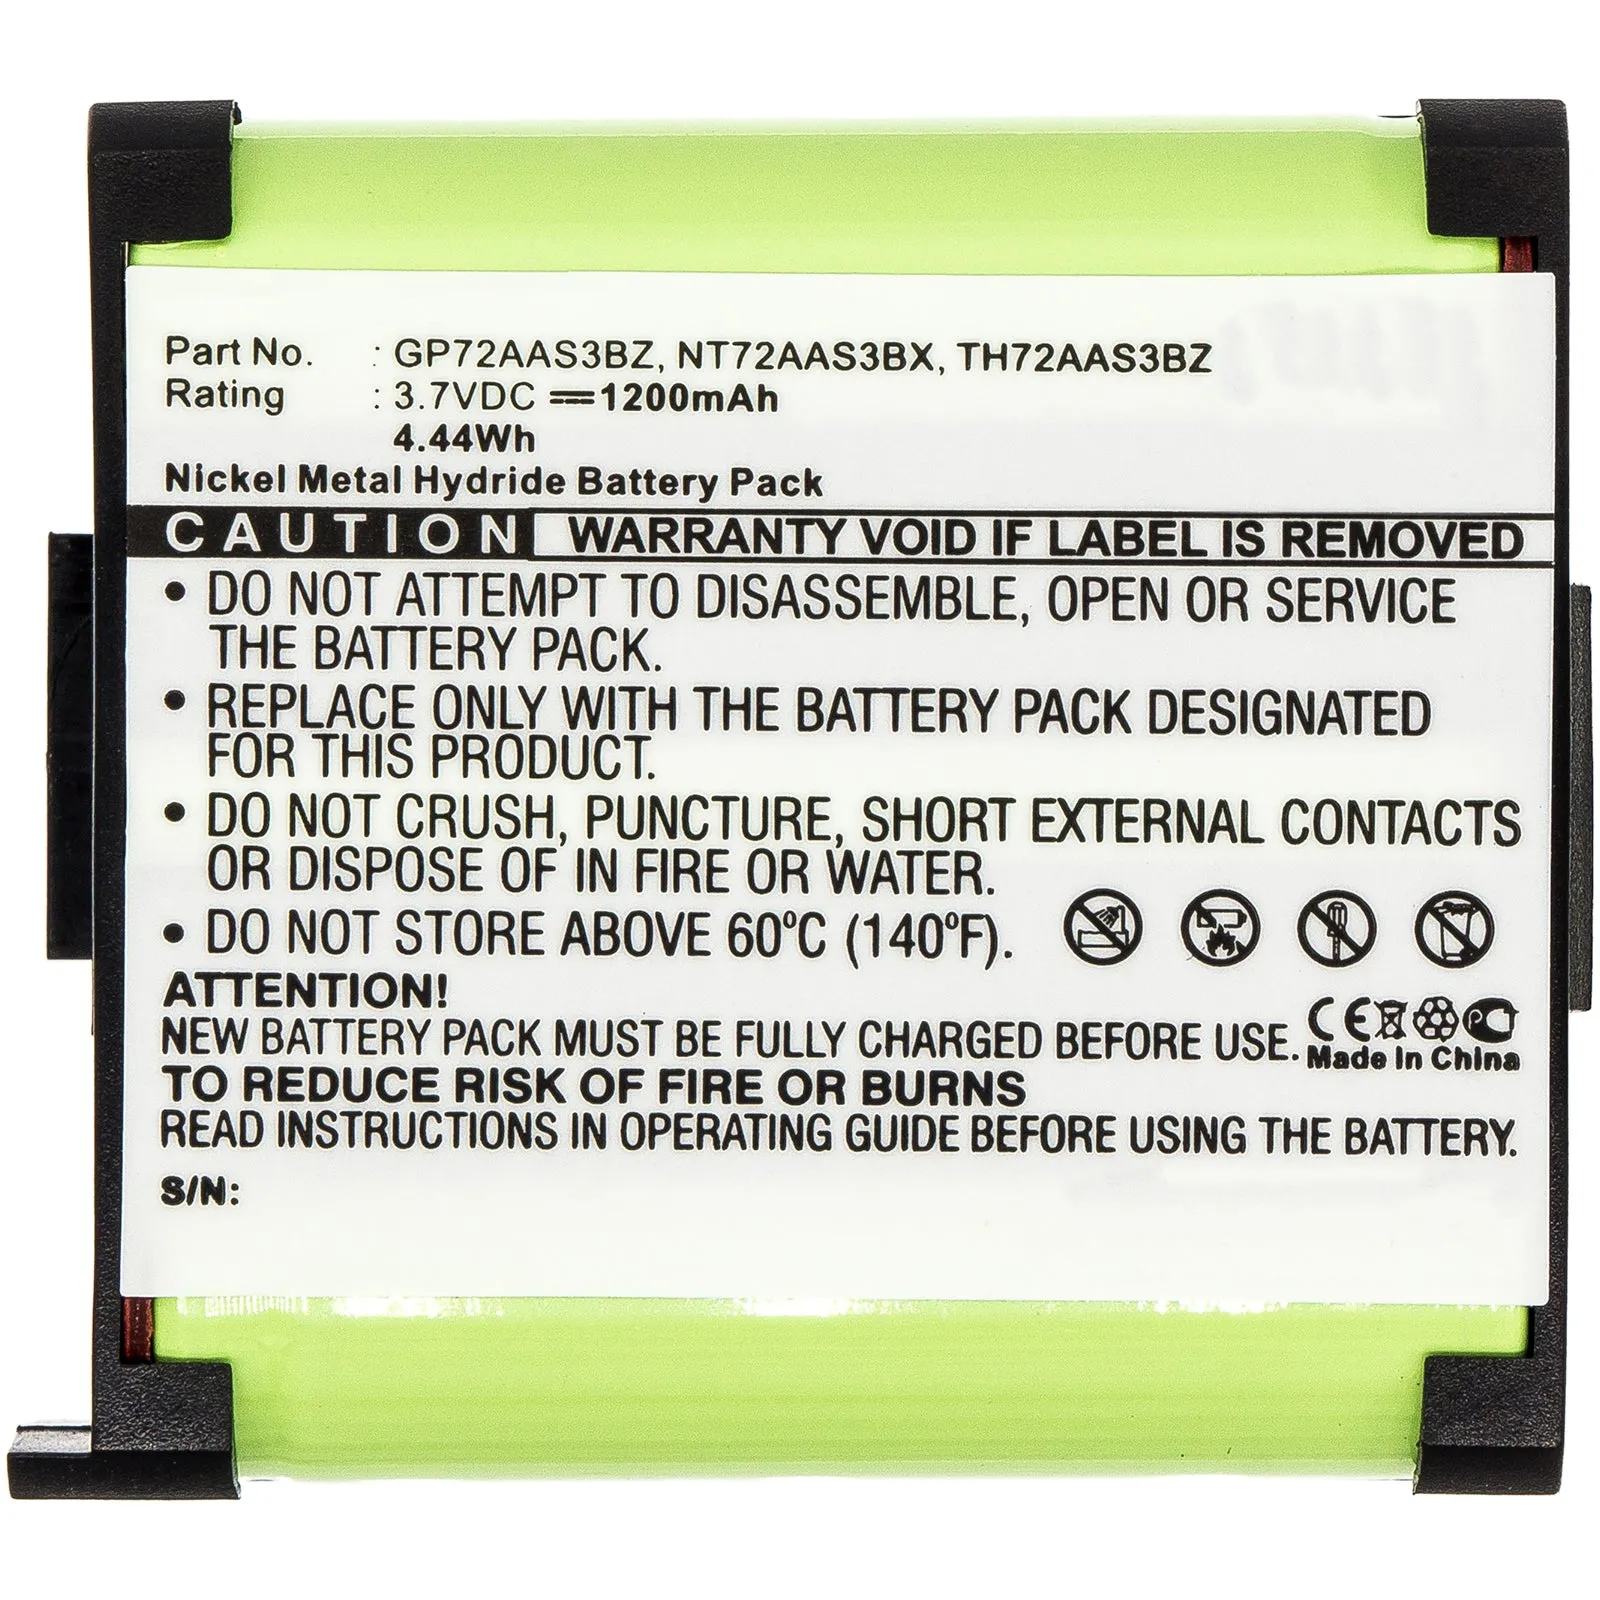 Part No. : GP72AAS3BZ, NT72AAS3BX, TH72AAS3BZ
Rating : 3.7VDC ⎓ 1200mAh
4.44Wh
Nickel Metal Hydride Battery Pack
CAUTION WARRANTY VOID IF LABEL IS REMOVED
• DO NOT ATTEMPT TO DISASSEMBLE, OPEN OR SERVICE
THE BATTERY PACK.
• REPLACE ONLY WITH THE BATTERY PACK DESIGNATED
FOR THIS PRODUCT.
• DO NOT CRUSH, PUNCTURE, SHORT EXTERNAL CONTACTS
OR DISPOSE OF IN FIRE OR WATER.
• DO NOT STORE ABOVE 60ºC (140ºF).
ATTENTION!
NEW BATTERY PACK MUST BE FULLY CHARGED BEFORE USE.
CE
Made In China
TO REDUCE RISK OF FIRE OR BURNS
READ INSTRUCTIONS IN OPERATING GUIDE BEFORE USING THE BATTERY.
S/N: